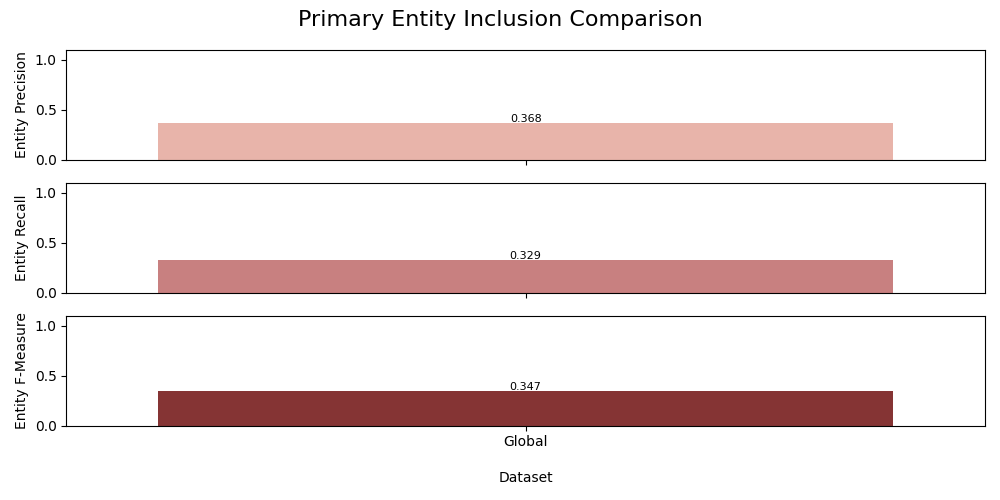 Primary Entity Inclusion Comparison
Entity Precision
1.0
0.5
0.0
0.368
Entity Recall
1.0
0.5
0.0
0.329
Entity F-Measure
1.0
0.5
0.0
0.347
Global
Dataset